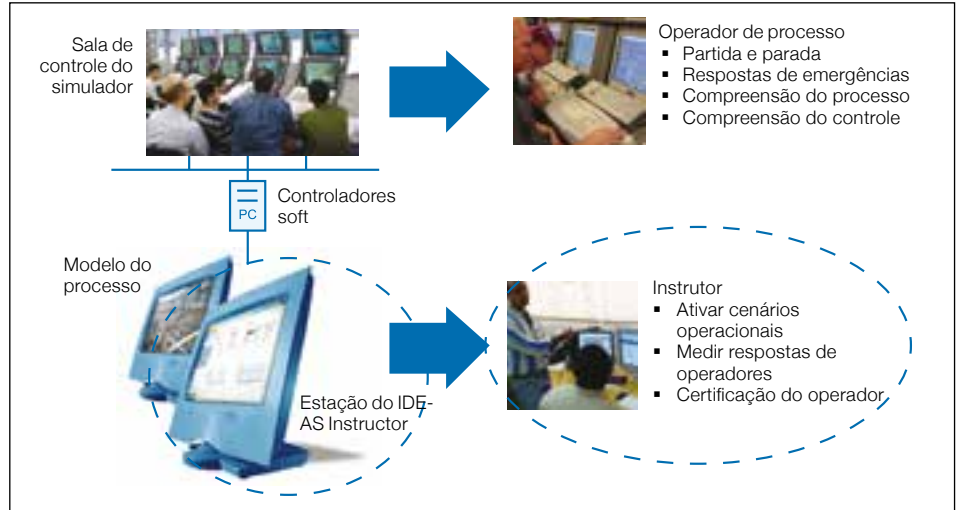 Sala de
controle do
simulador
Operador de processo
▪ Partida e parada
▪ Respostas de emergências
▪ Compreensão do processo
▪ Compreensão do controle
PC
Controladores
soft
Modelo do
processo
Estação do IDE-
AS Instructor
Instrutor
▪ Ativar cenários
operacionais
▪ Medir respostas de
operadores
▪ Certificação do operador